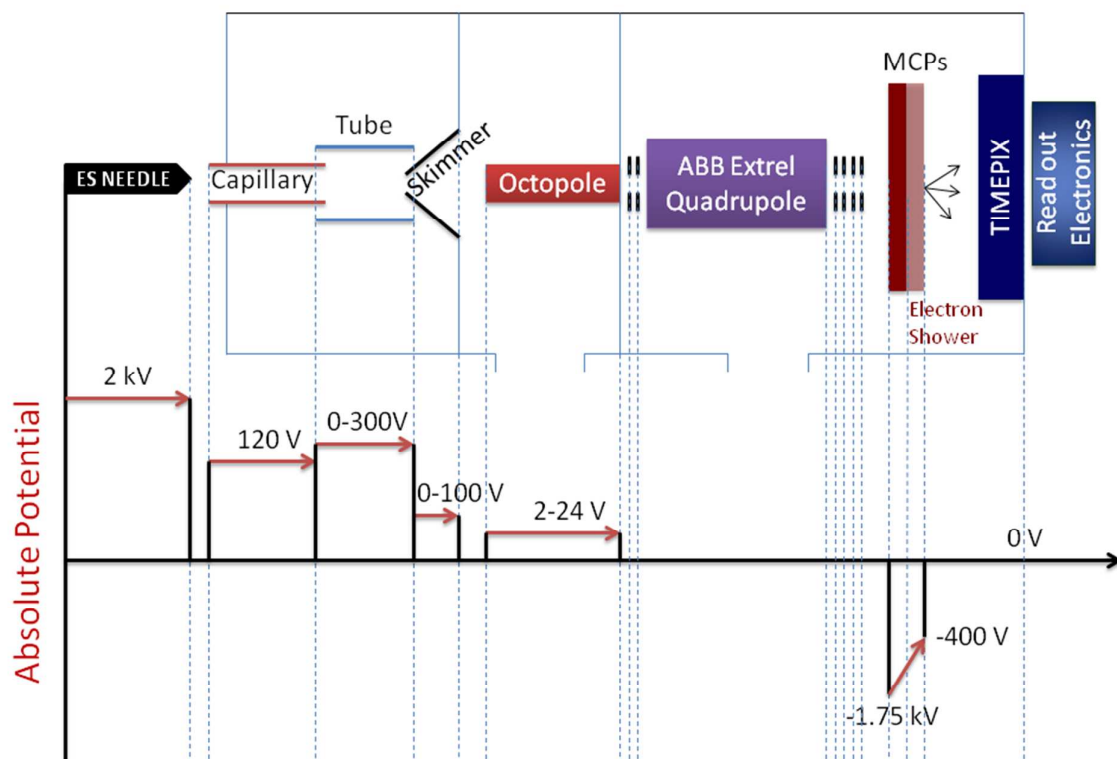 MCPs
Tube
Skimmer
ES NEEDLE
Capillary
Octopole
ABB Extrel
Quadrupole
TIMEPIX
Read out
Electronics
Electron
Shower
2 kV
120 V
0-300V
0-100 V
2-24 V
0 V
-400 V
-1.75 kV
Absolute Potential